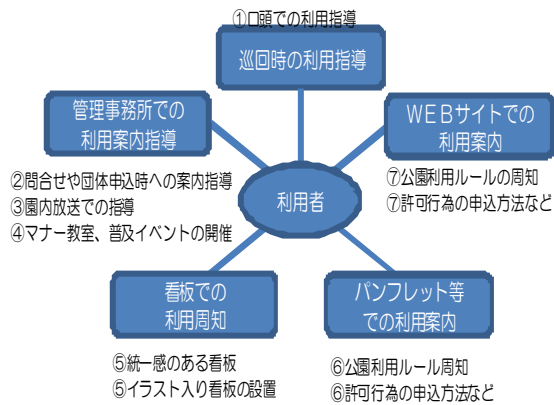 ①口頭での利用指導
巡回時の利用指導
管理事務所での
利用案内指導
②問合せや団体申込時への案内指導
③園内放送での指導
④マナー教室、普及イベントの開催
WEBサイトでの
利用案内
⑦公園利用ルールの周知
⑦許可行為の申込方法など
利用者
看板での
利用周知
⑤統一感のある看板
⑤イラスト入り看板の設置
パンフレット等
での利用案内
⑥公園利用ルール周知
⑥許可行為の申込方法など